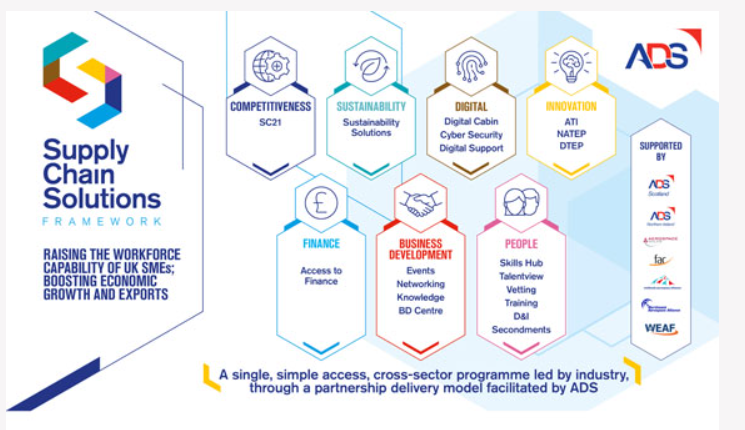 Supply
Chain
Solutions
FRAMEWORK
RAISING THE WORKFORCE
CAPABILITY OF UK SMEs;
BOOSTING ECONOMIC
GROWTH AND EXPORTS
COMPETITIVENESS
SC21
SUSTAINABILITY
Sustainability
Solutions
DIGITAL
Digital Cabin
Cyber Security
Digital Support
INNOVATION
ATI
NATEP
DTEP
ADS
£
FINANCE
Access to
Finance
BUSINESS
DEVELOPMENT
Events
Networking
Knowledge
BD Centre
PEOPLE
Skills Hub
Talentview
Vetting
Training
D&I
Secondments
SUPPORTED
BY
ADS
Scotland
ADS
Northern Ireland
fac
WEAF
A single, simple access, cross-sector programme led by industry,
through a partnership delivery model facilitated by ADS